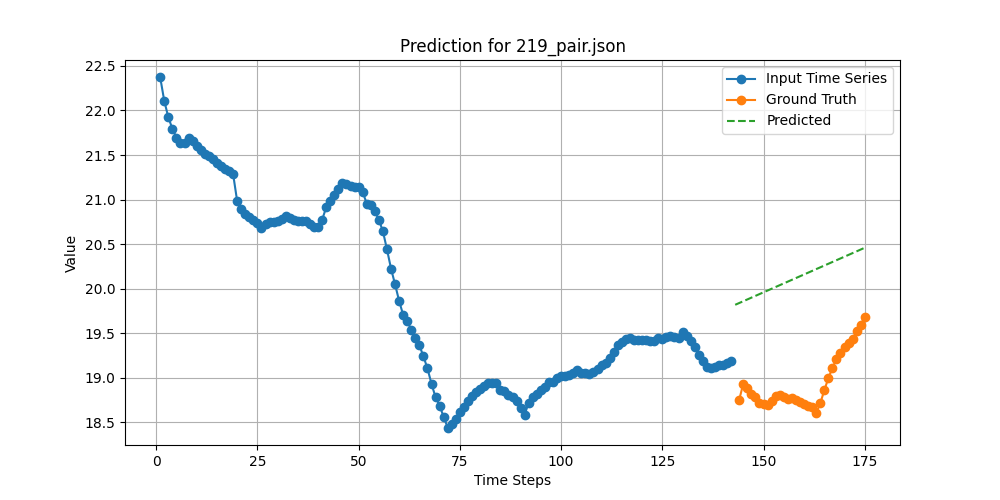 Prediction for 219_pair.json
Input Time Series
Ground Truth
Predicted
Value
22.5
22.0
21.5
21.0
20.5
20.0
19.5
19.0
18.5
0 25 50 75 100 125 150 175
Time Steps